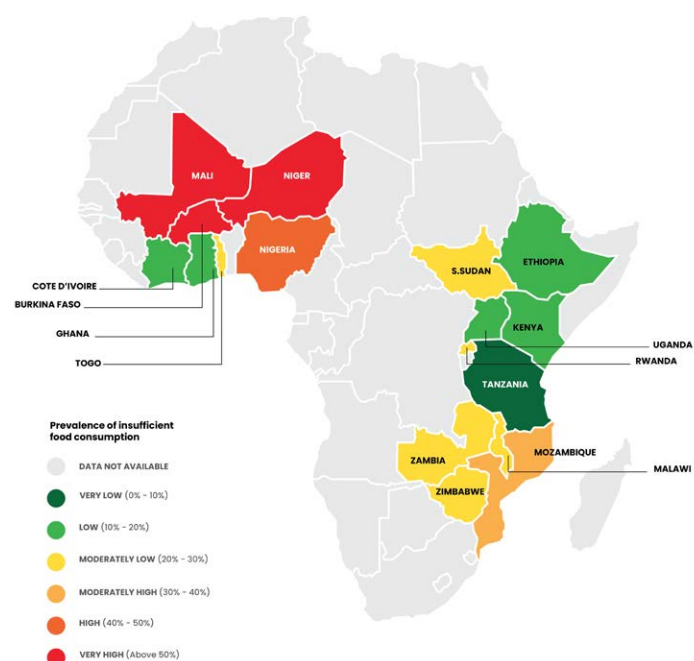 MALI
NIGER
NIGERIA
S.SUDAN
ETHIOPIA
COTE D'IVOIRE
BURKINA FASO
GHANA
TOGO
KENYA
UGANDA
RWANDA
TANZANIA
MOZAMBIQUE
ZAMBIA
MALAWI
ZIMBABWE
Prevalence of insufficient
food consumption
DATA NOT AVAILABLE
VERY LOW (0% - 10%)
LOW (10% - 20%)
MODERATELY LOW (20% - 30%)
MODERATELY HIGH (30% - 40%)
HIGH (40% - 50%)
VERY HIGH (Above 50%)